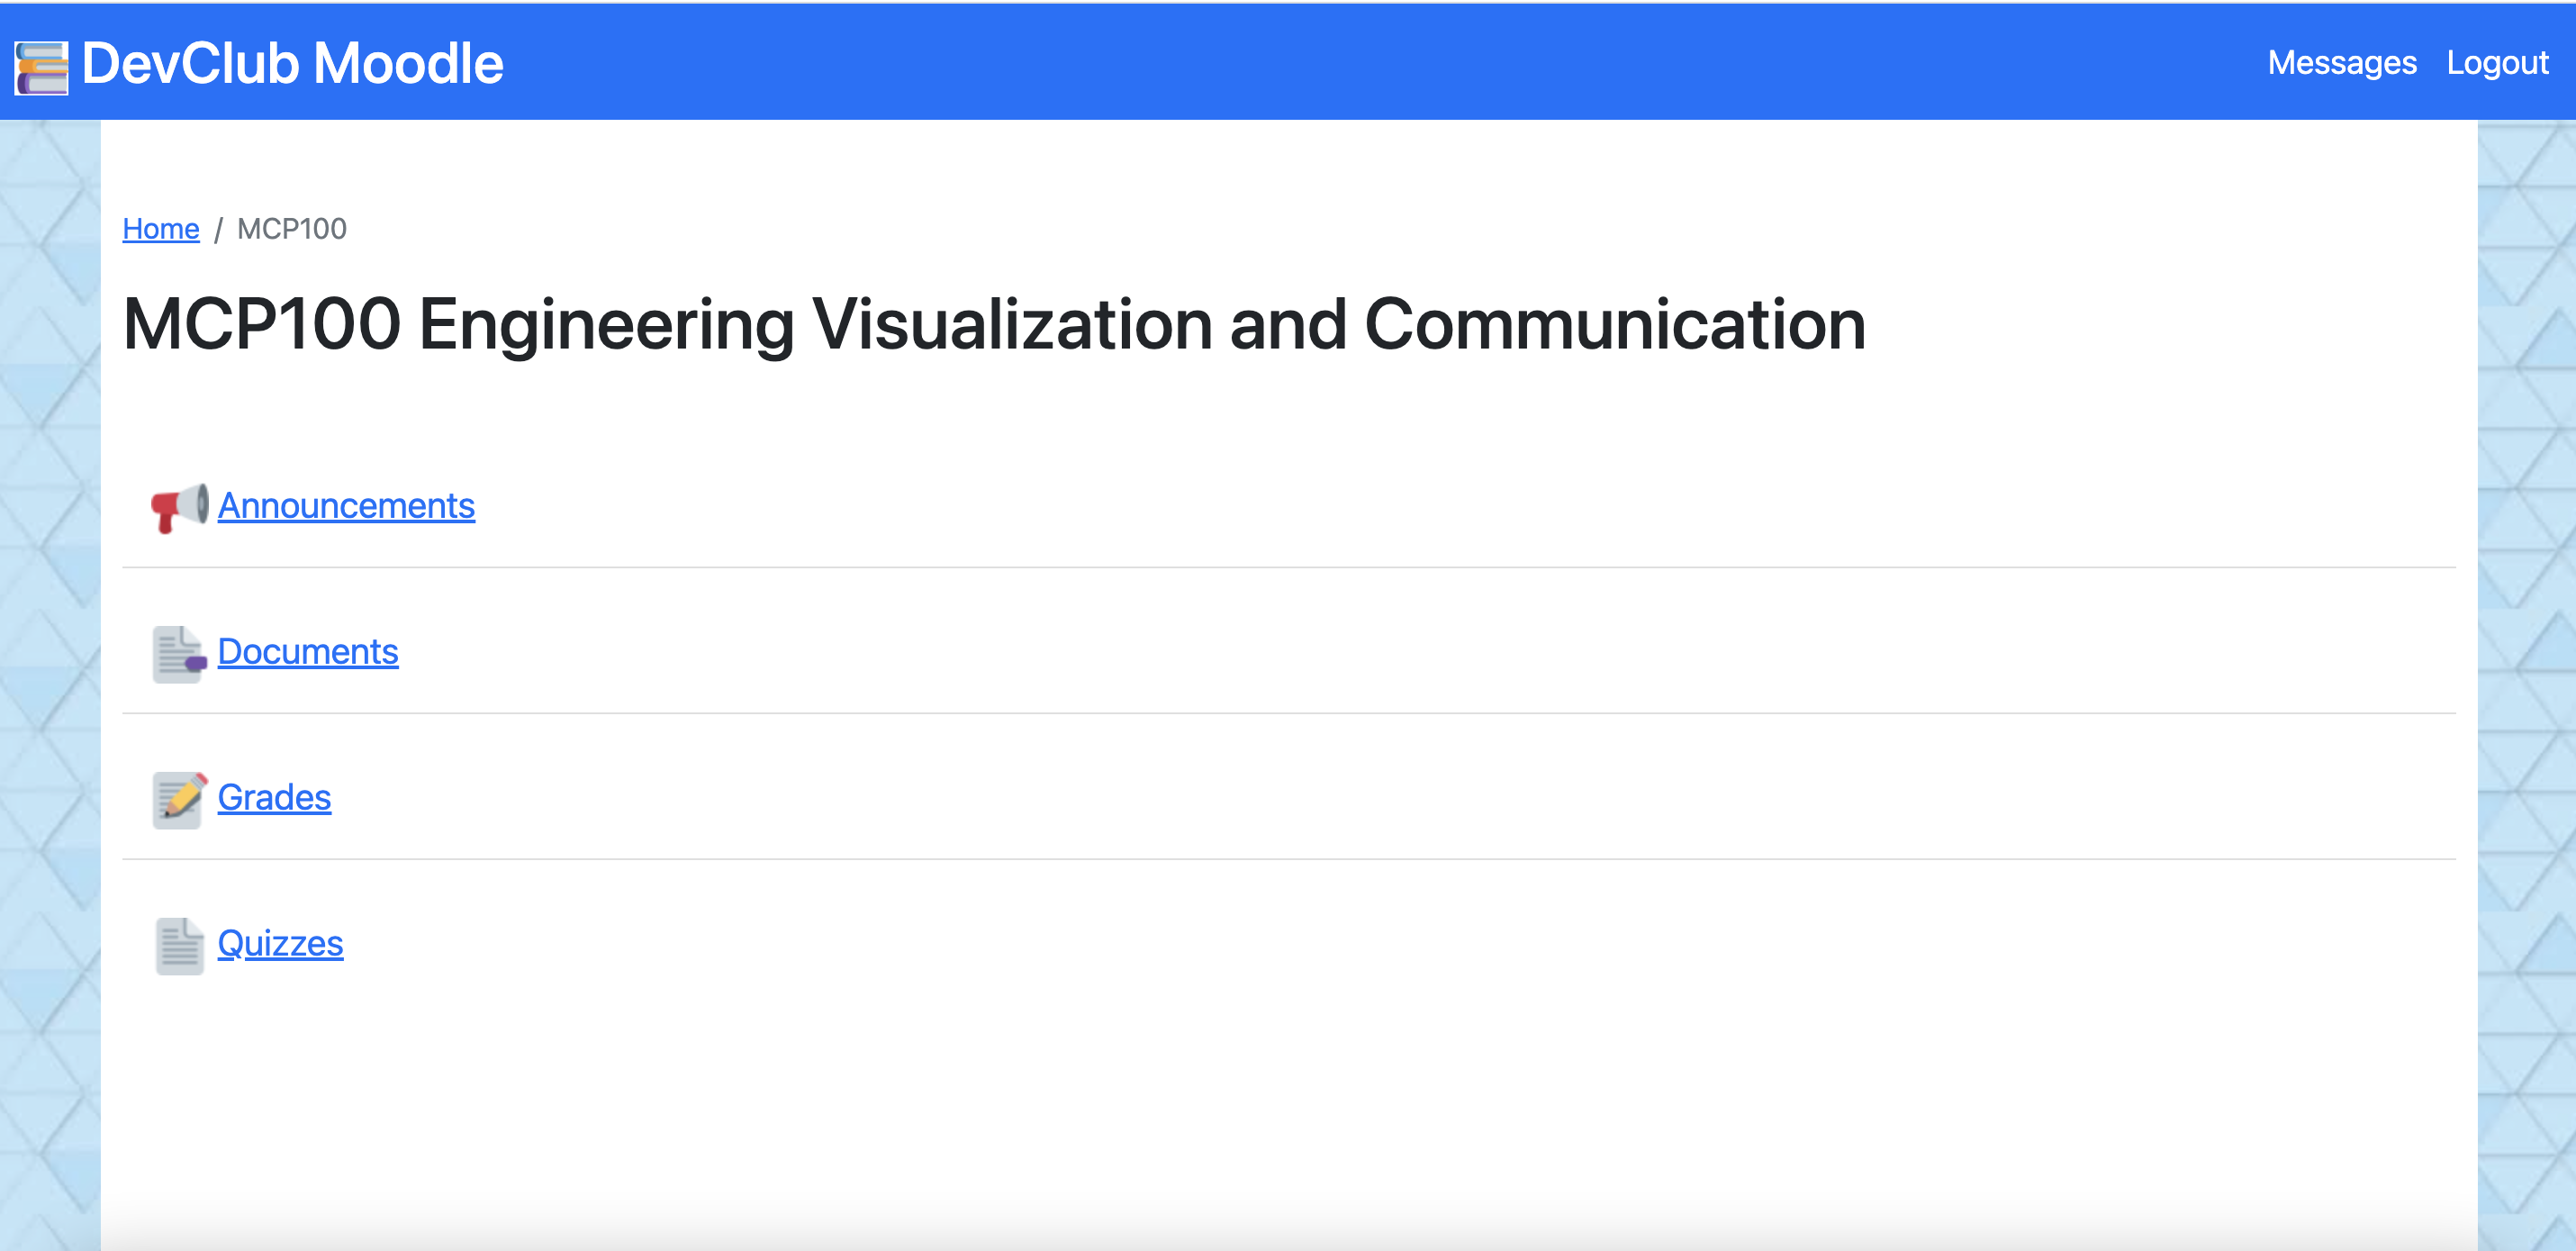 DevClub Moodle
Messages Logout
Home / MCP100
MCP100 Engineering Visualization and Communication
Announcements
Documents
Grades
Quizzes